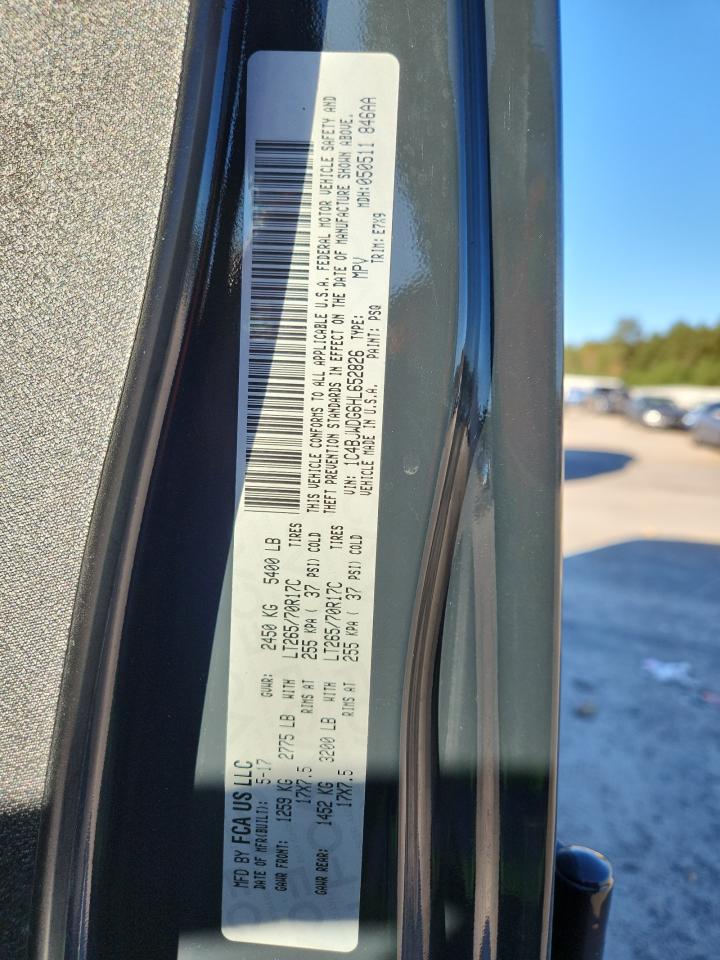 MFD BY FCA US LLC
DATE OF MFR(BUILT): 5-17 GVWR: 2450 KG 5400 LB
GAWR FRONT: 1259 KG 2775 LB WITH LT265/70R17C TIRES
17X7.5 RIMS AT 255 KPA ( 37 PSI) COLD
GAWR REAR: 1452 KG 3200 LB WITH LT265/70R17C TIRES
17X7.5 RIMS AT 255 KPA ( 37 PSI) COLD
THIS VEHICLE CONFORMS TO ALL APPLICABLE U.S.A. FEDERAL MOTOR VEHICLE SAFETY AND
THEFT PREVENTION STANDARDS IN EFFECT ON THE DATE OF MANUFACTURE SHOWN ABOVE.
VIN: 1C4BJWDG6HL652826 TYPE: MPV MDH:050511 846AA
VEHICLE MADE IN U.S.A. PAINT: PSQ TRIM: E7X9